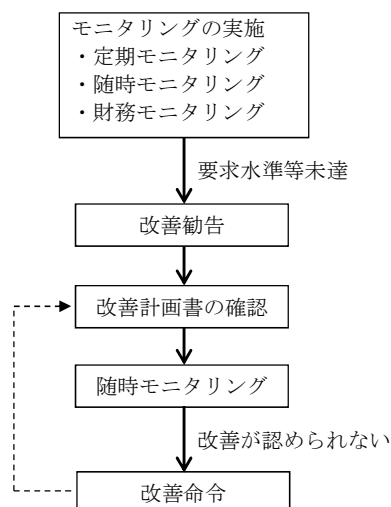 モニタリングの実施
・定期モニタリング
・随時モニタリング
・財務モニタリング
要求水準等未達
改善勧告
改善計画書の確認
随時モニタリング
改善が認められない
改善命令